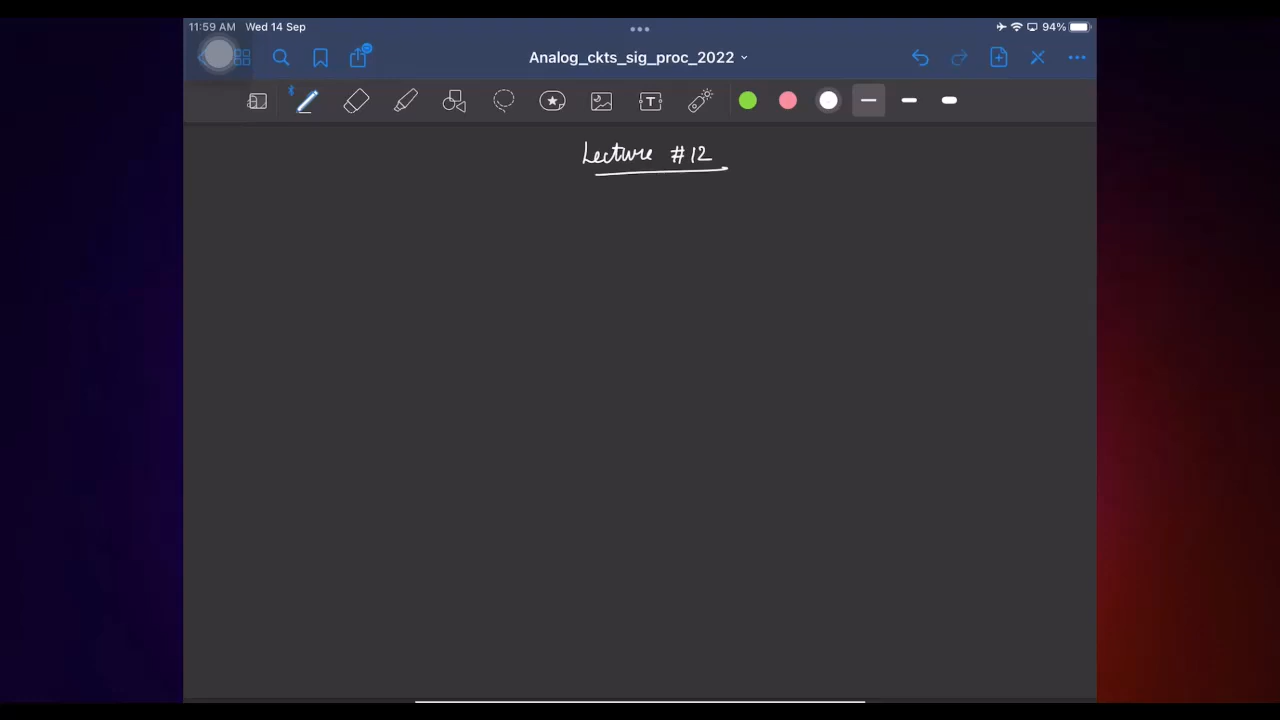 11:59 AM Wed 14 Sep 94%
Analog_ckts_sig_proc_2022
T
Lecture #12